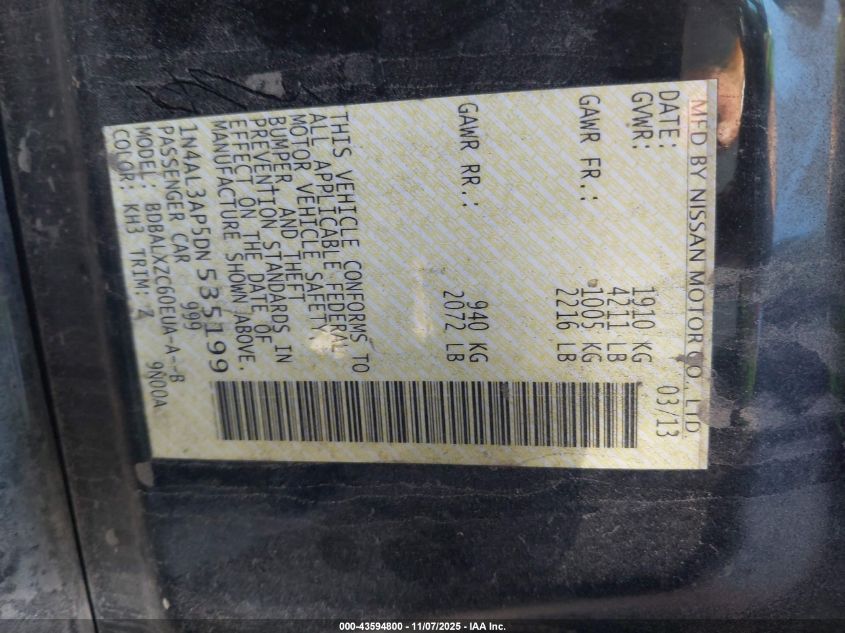 MFD BY NISSAN MOTOR CO., LTD.
DATE: 03/13
GVWR: 1910 KG
4211 LB
GAWR FR.: 1005 KG
2216 LB
GAWR RR.: 940 KG
2072 LB
THIS VEHICLE CONFORMS TO
ALL APPLICABLE FEDERAL
MOTOR VEHICLE SAFETY,
BUMPER, AND THEFT
PREVENTION STANDARDS IN
EFFECT ON THE DATE OF
MANUFACTURE SHOWN ABOVE.
1N4AL3AP5DN535199
PASSENGER CAR 999
MODEL: BDBALXZC60EUA-A--B
COLOR: KH3 TRIM: Z 9N00A
000-43594800 - 11/07/2025 - IAA Inc.